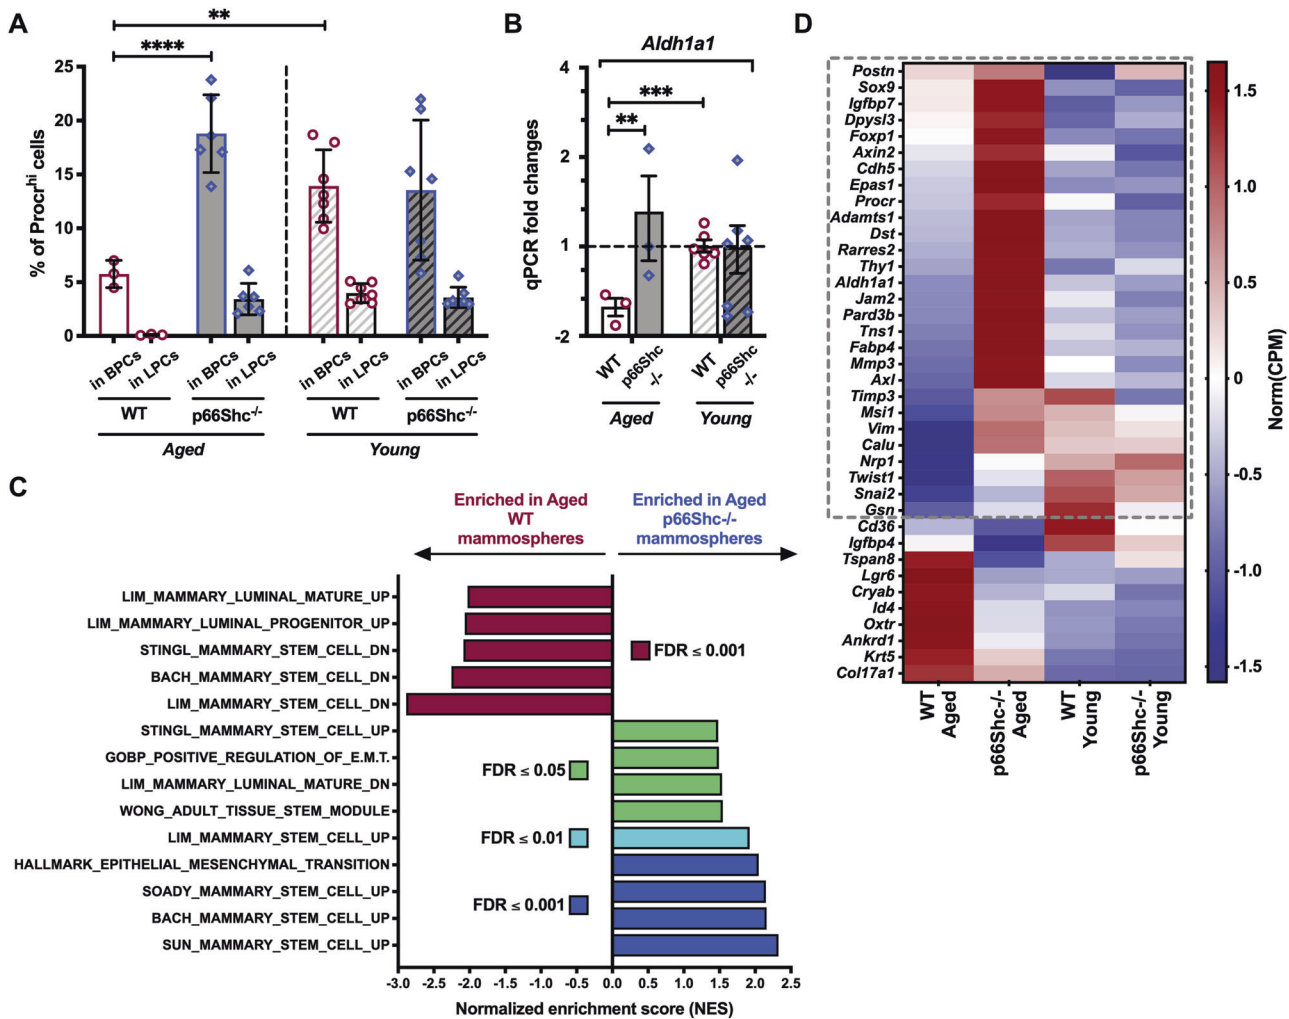 A
**
****
% of Procrhi cells
25
20
15
10
5
0
in BPCs
in LPCs
in BPCs
in LPCs
in BPCs
in LPCs
in BPCs
in LPCs
WT
p66Shc-/-
WT
p66Shc-/-
Aged
Young
B
Aldh1a1
***
**
qPCR fold changes
4
2
1
-2
WT
p66Shc
-/-
WT
p66Shc
-/-
Aged
Young
C
Enriched in Aged
WT
mammospheres
Enriched in Aged
p66Shc-/-
mammospheres
LIM_MAMMARY_LUMINAL_MATURE_UP
LIM_MAMMARY_LUMINAL_PROGENITOR_UP
STINGL_MAMMARY_STEM_CELL_DN
BACH_MAMMARY_STEM_CELL_DN
LIM_MAMMARY_STEM_CELL_DN
STINGL_MAMMARY_STEM_CELL_UP
GOBP_POSITIVE_REGULATION_OF_E.M.T.
LIM_MAMMARY_LUMINAL_MATURE_DN
WONG_ADULT_TISSUE_STEM_MODULE
LIM_MAMMARY_STEM_CELL_UP
HALLMARK_EPITHELIAL_MESENCHYMAL_TRANSITION
SOADY_MAMMARY_STEM_CELL_UP
BACH_MAMMARY_STEM_CELL_UP
SUN_MAMMARY_STEM_CELL_UP
FDR ≤ 0.001
FDR ≤ 0.05
FDR ≤ 0.01
FDR ≤ 0.001
-3.0 -2.5 -2.0 -1.5 -1.0 -0.5 0.0 0.5 1.0 1.5 2.0 2.5
Normalized enrichment score (NES)
D
Postn
Sox9
Igfbp7
Dpysl3
Foxp1
Axin2
Cdh5
Epas1
Procr
Adamts1
Dst
Rarres2
Thy1
Aldh1a1
Jam2
Pard3b
Tns1
Fabp4
Mmp3
Axl
Timp3
Msi1
Vim
Calu
Nrp1
Twist1
Snai2
Gsn
Cd36
Igfbp4
Tspan8
Lgr6
Cryab
Id4
Oxtr
Ankrd1
Krt5
Col17a1
WT
Aged
p66Shc-/-
Aged
WT
Young
p66Shc-/-
Young
1.5
1.0
0.5
0
-0.5
-1.0
-1.5
Norm(CPM)